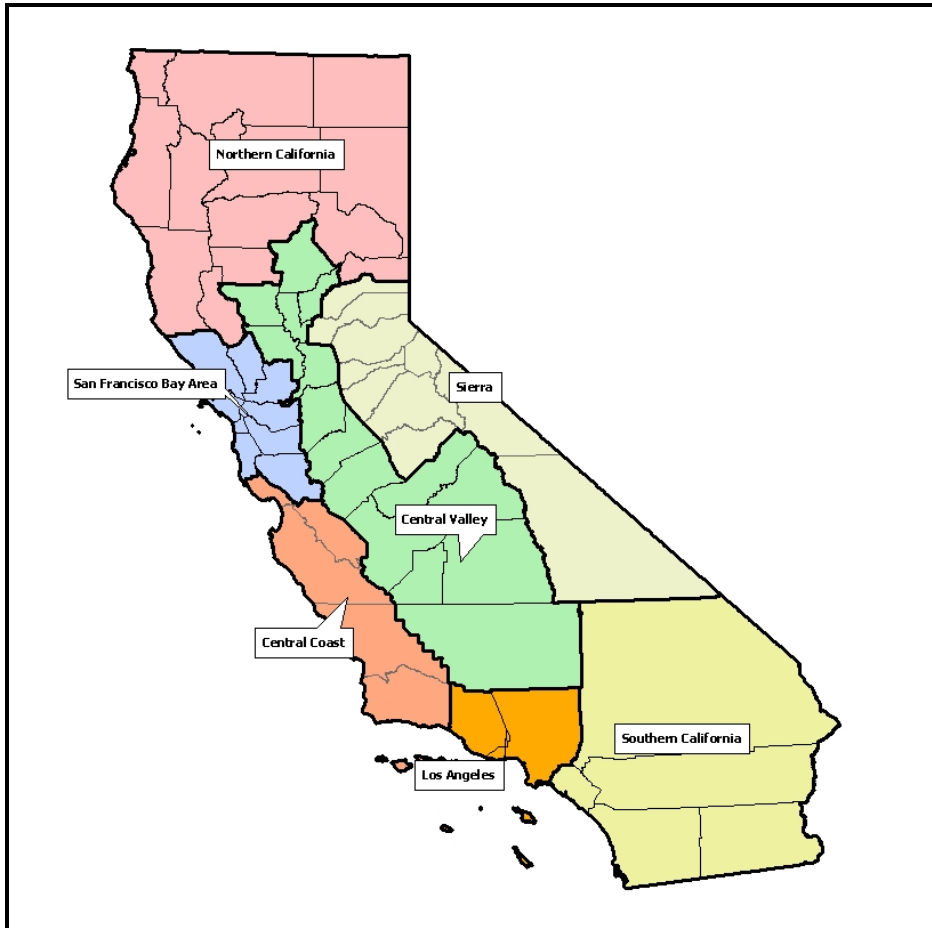 Northern California
San Francisco Bay Area
Sierra
Central Valley
Central Coast
Southern California
Los Angeles